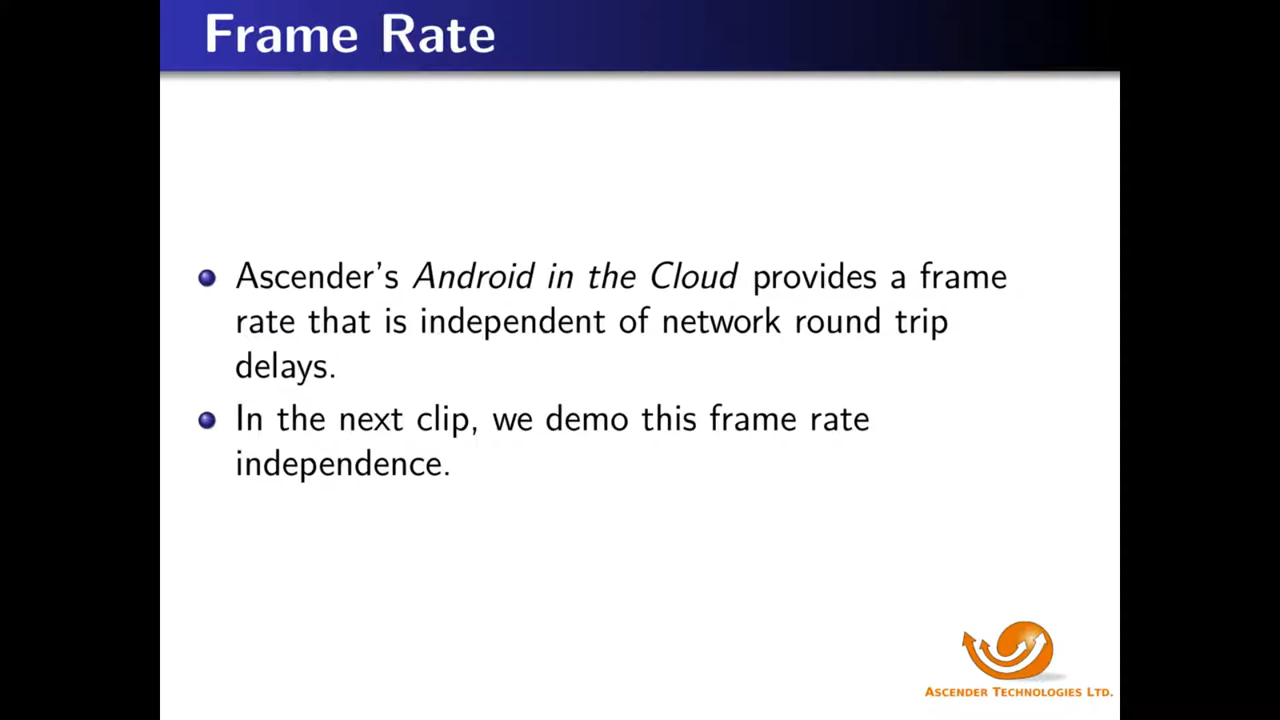 Frame Rate
Ascender's Android in the Cloud provides a frame
rate that is independent of network round trip
delays.
In the next clip, we demo this frame rate
independence.
ASCENDER TECHNOLOGIES LTD.